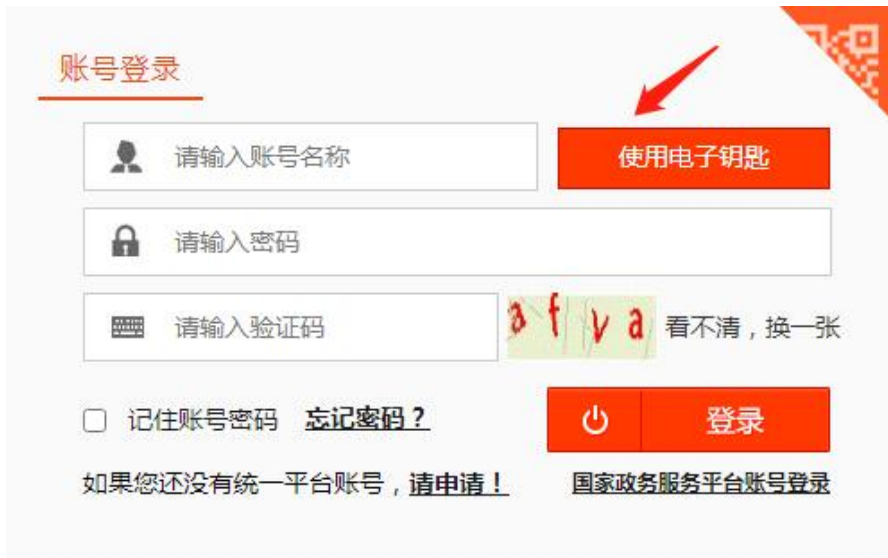 账号登录
请输入账号名称
使用电子钥匙
请输入密码
请输入验证码
afva
看不清，换一张
记住账号密码 忘记密码？
登录
如果您还没有统一平台账号，请申请！
国家政务服务平台账号登录